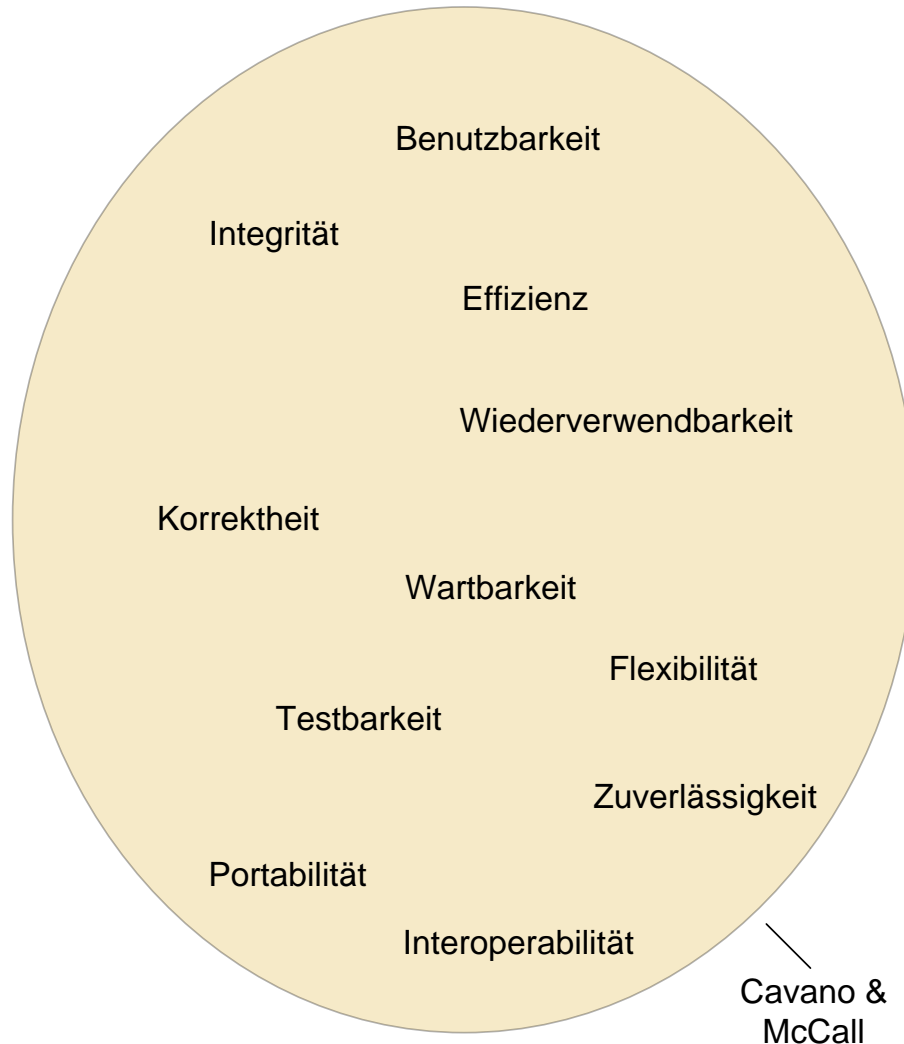 Benutzbarkeit
Integrität
Effizienz
Wiederverwendbarkeit
Korrektheit
Wartbarkeit
Flexibilität
Testbarkeit
Zuverlässigkeit
Portabilität
Interoperabilität
Cavano &
McCall